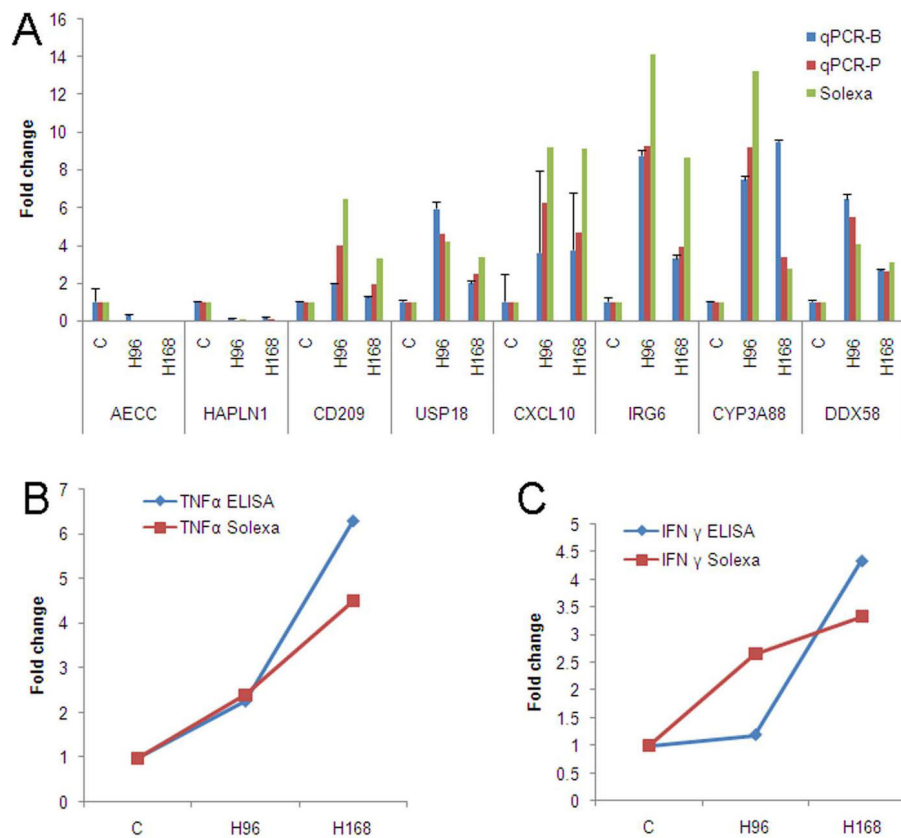 A
16
14
12
10
8
6
4
2
0
Fold change
qPCR-B
qPCR-P
Solexa
C H96 H168 C H96 H168 C H96 H168 C H96 H168 C H96 H168 C H96 H168 C H96 H168 C H96 H168
AECC HAPLN1 CD209 USP18 CXCL10 IRG6 CYP3A88 DDX58
B
7
6
5
4
3
2
1
0
Fold change
TNFα ELISA
TNFα Solexa
C H96 H168
C
5
4.5
4
3.5
3
2.5
2
1.5
1
0.5
0
Fold change
IFN γ ELISA
IFN γ Solexa
C H96 H168